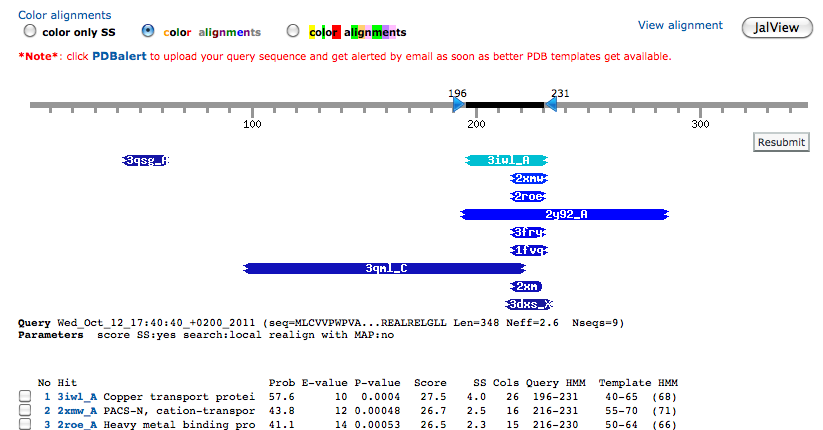 Color alignments
color only SS color alignments color alignments View alignment JalView
*Note*: click PDBalert to upload your query sequence and get alerted by email as soon as better PDB templates get available.
196 231
100 200 300
Resubmit
3qsg_A 3iwl_A
2xmw
2roe
2y92_A
3fry
1fvq
3qml_C
2xm
3dxs_X
Query Wed_Oct_12_17:40:40_+0200_2011 (seq=MLCVVPWPVA...REALRELGLL Len=348 Neff=2.6 Nseqs=9)
Parameters score SS:yes search:local realign with MAP:no
No Hit Prob E-value P-value Score SS Cols Query HMM Template HMM
1 3iwl_A Copper transport protei 57.6 10 0.0004 27.5 4.0 26 196-231 40-65 (68)
2 2xmw_A PACS-N, cation-transpor 43.8 12 0.00048 26.7 2.5 16 216-231 55-70 (71)
3 2roe_A Heavy metal binding pro 41.1 14 0.00053 26.5 2.3 15 216-230 50-64 (66)